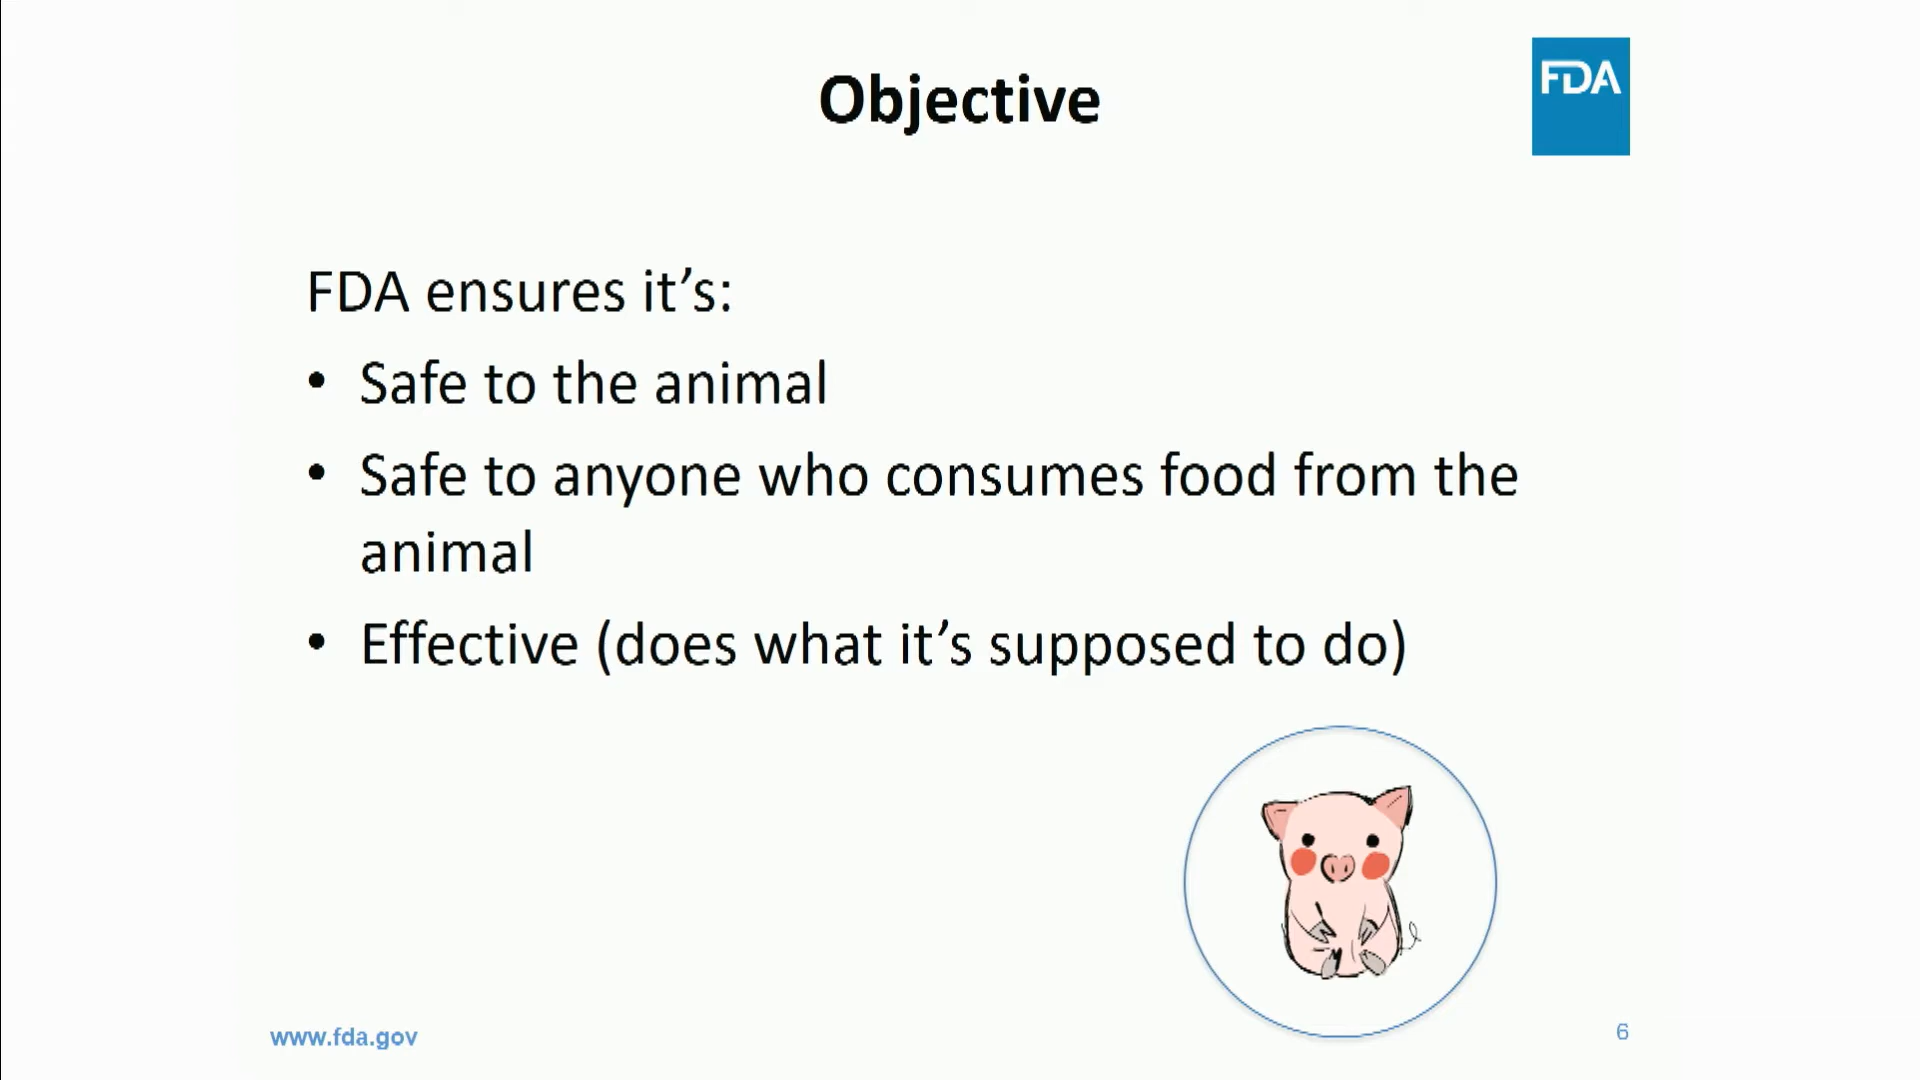 Objective
FDA
FDA ensures it’s:
• Safe to the animal
• Safe to anyone who consumes food from the
animal
• Effective (does what it’s supposed to do)
www.fda.gov
6